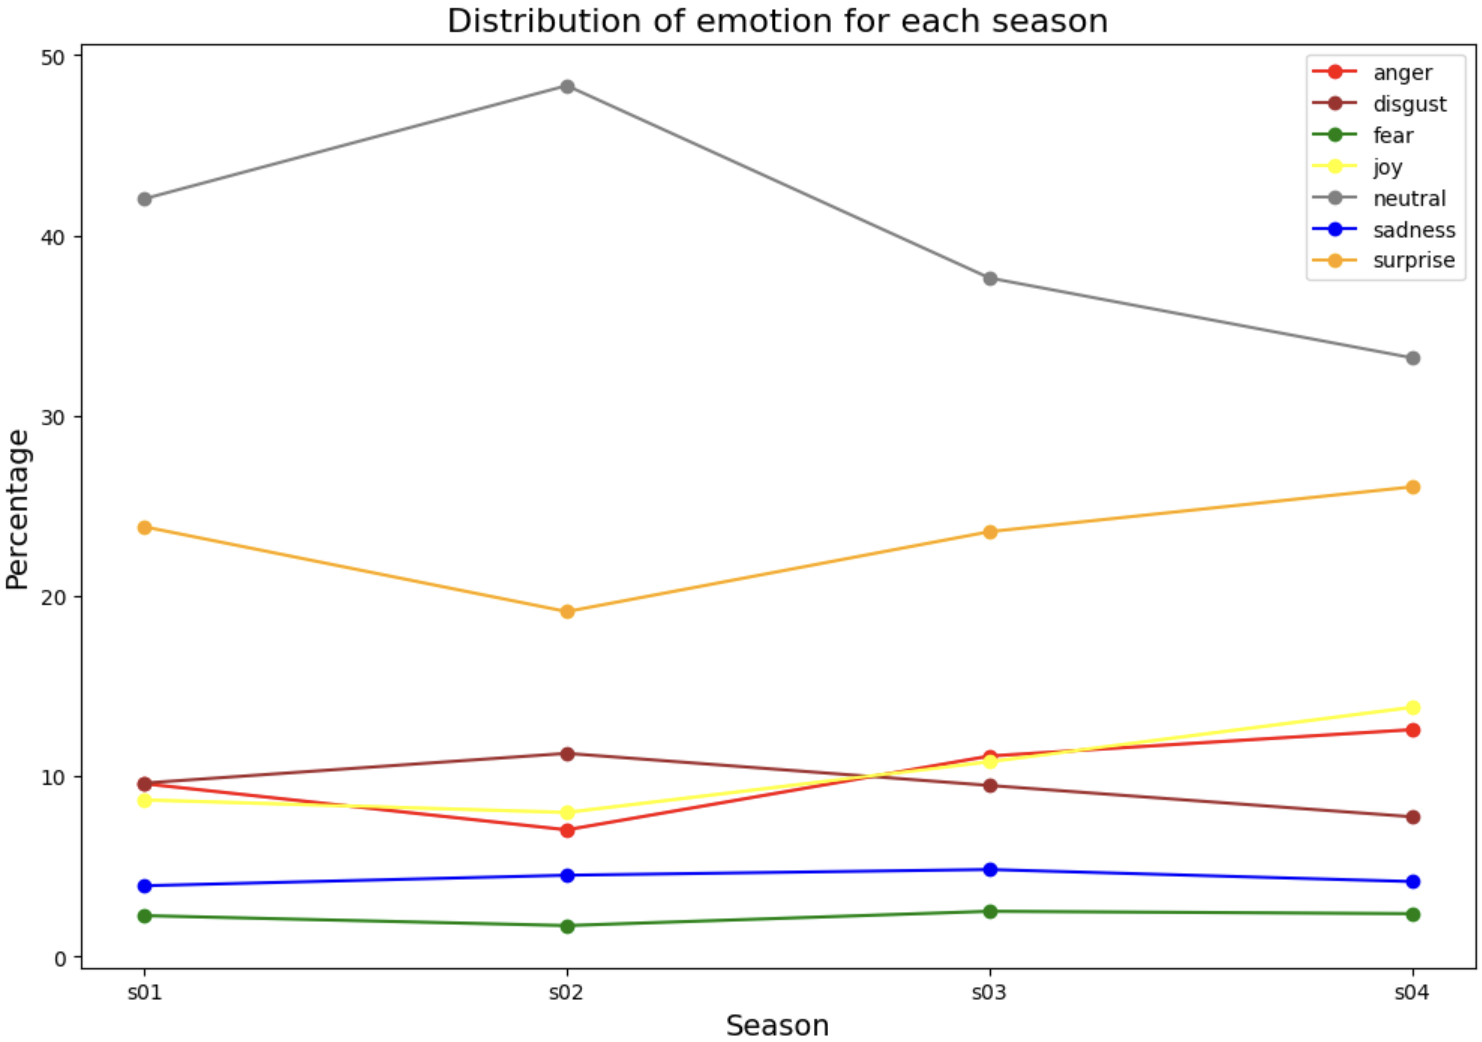 Distribution of emotion for each season
50
40
30
20
10
0
Percentage
anger
disgust
fear
joy
neutral
sadness
surprise
s01 s02 s03 s04
Season